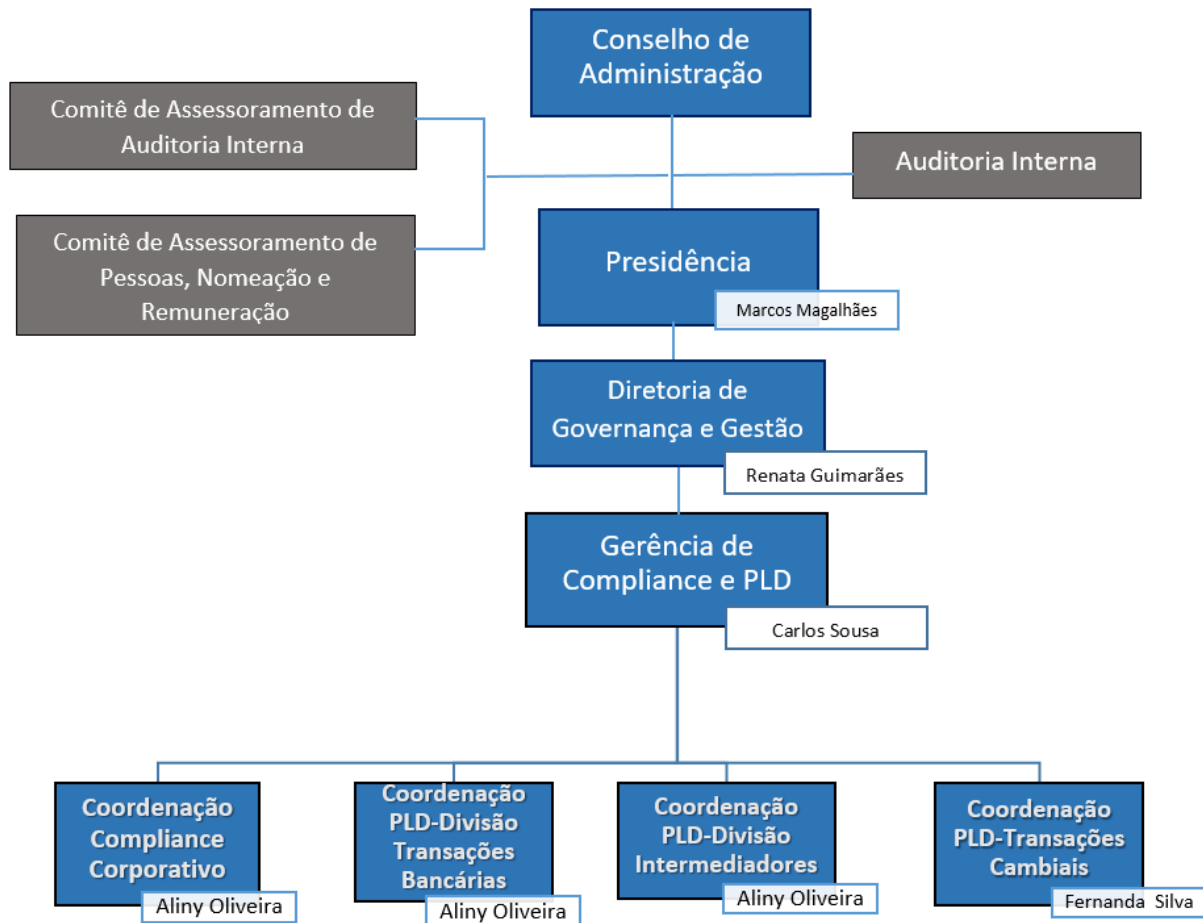 Conselho de
Administração
Comitê de Assessoramento de
Auditoria Interna
Auditoria Interna
Comitê de Assessoramento de
Pessoas, Nomeação e
Remuneração
Presidência
Marcos Magalhães
Diretoria de
Governança e Gestão
Renata Guimarães
Gerência de
Compliance e PLD
Carlos Sousa
Coordenação
Compliance
Corporativo
Aliny Oliveira
Coordenação
PLD-Divisão
Transações
Bancárias
Aliny Oliveira
Coordenação
PLD-Divisão
Intermediadores
Aliny Oliveira
Coordenação
PLD-Transações
Cambiais
Fernanda Silva